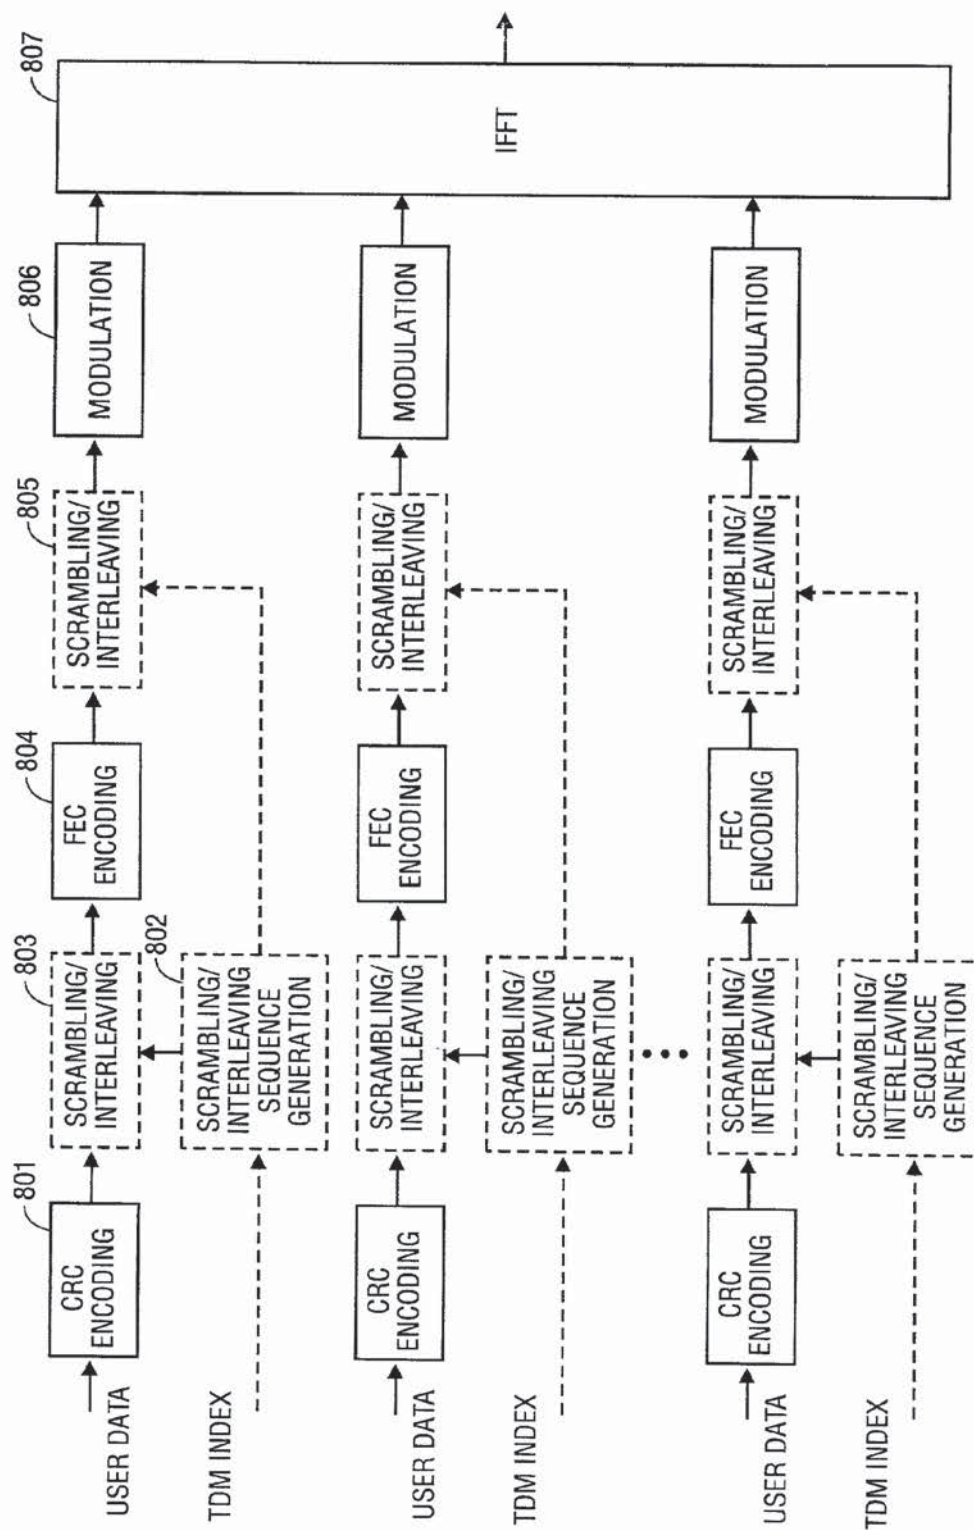 801
802
803
804
805
806
807
USER DATA
CRC
ENCODING
SCRAMBLING/
INTERLEAVING
FEC
ENCODING
SCRAMBLING/
INTERLEAVING
MODULATION
IFFT
TDM INDEX
SCRAMBLING/
INTERLEAVING
SEQUENCE
GENERATION
USER DATA
CRC
ENCODING
SCRAMBLING/
INTERLEAVING
FEC
ENCODING
SCRAMBLING/
INTERLEAVING
MODULATION
TDM INDEX
SCRAMBLING/
INTERLEAVING
SEQUENCE
GENERATION
USER DATA
CRC
ENCODING
SCRAMBLING/
INTERLEAVING
FEC
ENCODING
SCRAMBLING/
INTERLEAVING
MODULATION
TDM INDEX
SCRAMBLING/
INTERLEAVING
SEQUENCE
GENERATION